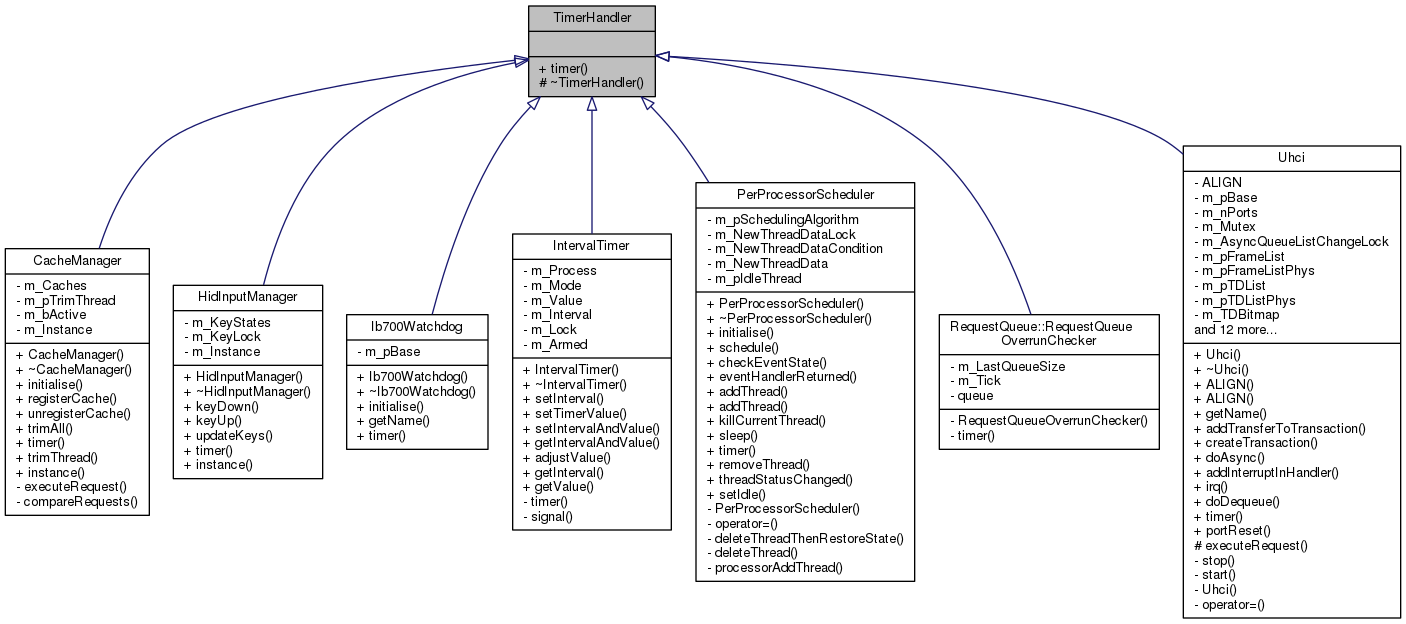 TimerHandler
+ timer()
# ~TimerHandler()
CacheManager
- m_Caches
- m_pTrimThread
- m_bActive
- m_Instance
+ CacheManager()
+ ~CacheManager()
+ initialise()
+ registerCache()
+ unregisterCache()
+ trimAll()
+ timer()
+ trimThread()
+ instance()
- executeRequest()
- compareRequests()
HidInputManager
- m_KeyStates
- m_KeyLock
- m_Instance
+ HidInputManager()
+ ~HidInputManager()
+ keyDown()
+ keyUp()
+ updateKeys()
+ timer()
+ instance()
Ib700Watchdog
- m_pBase
+ Ib700Watchdog()
+ ~Ib700Watchdog()
+ initialise()
+ getName()
+ timer()
IntervalTimer
- m_Process
- m_Mode
- m_Value
- m_Interval
- m_Lock
- m_Armed
+ IntervalTimer()
+ ~IntervalTimer()
+ setInterval()
+ setTimerValue()
+ setIntervalAndValue()
+ getIntervalAndValue()
+ adjustValue()
+ getInterval()
+ getValue()
- timer()
- signal()
PerProcessorScheduler
- m_pSchedulingAlgorithm
- m_NewThreadDataLock
- m_NewThreadDataCondition
- m_NewThreadData
- m_pIdleThread
+ PerProcessorScheduler()
+ ~PerProcessorScheduler()
+ initialise()
+ schedule()
+ checkEventState()
+ eventHandlerReturned()
+ addThread()
+ addThread()
+ killCurrentThread()
+ sleep()
+ timer()
+ removeThread()
+ threadStatusChanged()
+ setIdle()
- PerProcessorScheduler()
- operator=()
- deleteThreadThenRestoreState()
- deleteThread()
- processorAddThread()
RequestQueue::RequestQueue
OverrunChecker
- m_LastQueueSize
- m_Tick
- queue
- RequestQueueOverrunChecker()
- timer()
Uhci
- ALIGN
- m_pBase
- m_nPorts
- m_Mutex
- m_AsyncQueueListChangeLock
- m_pFrameList
- m_pFrameListPhys
- m_pTDList
- m_pTDListPhys
- m_TDBitmap
and 12 more...
+ Uhci()
+ ~Uhci()
+ ALIGN()
+ ALIGN()
+ getName()
+ addTransferToTransaction()
+ createTransaction()
+ doAsync()
+ addInterruptInHandler()
+ irq()
+ doDequeue()
+ timer()
+ portReset()
# executeRequest()
- stop()
- start()
- Uhci()
- operator=()